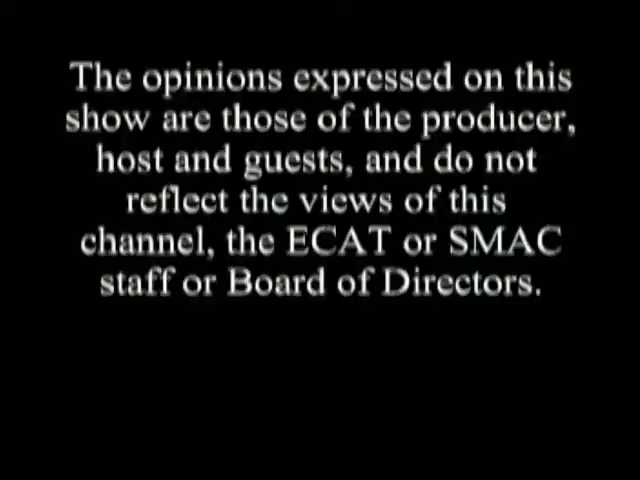 The opinions expressed on this
show are those of the producer,
host and guests, and do not
reflect the views of this
channel, the ECAT or SMAC
staff or Board of Directors.